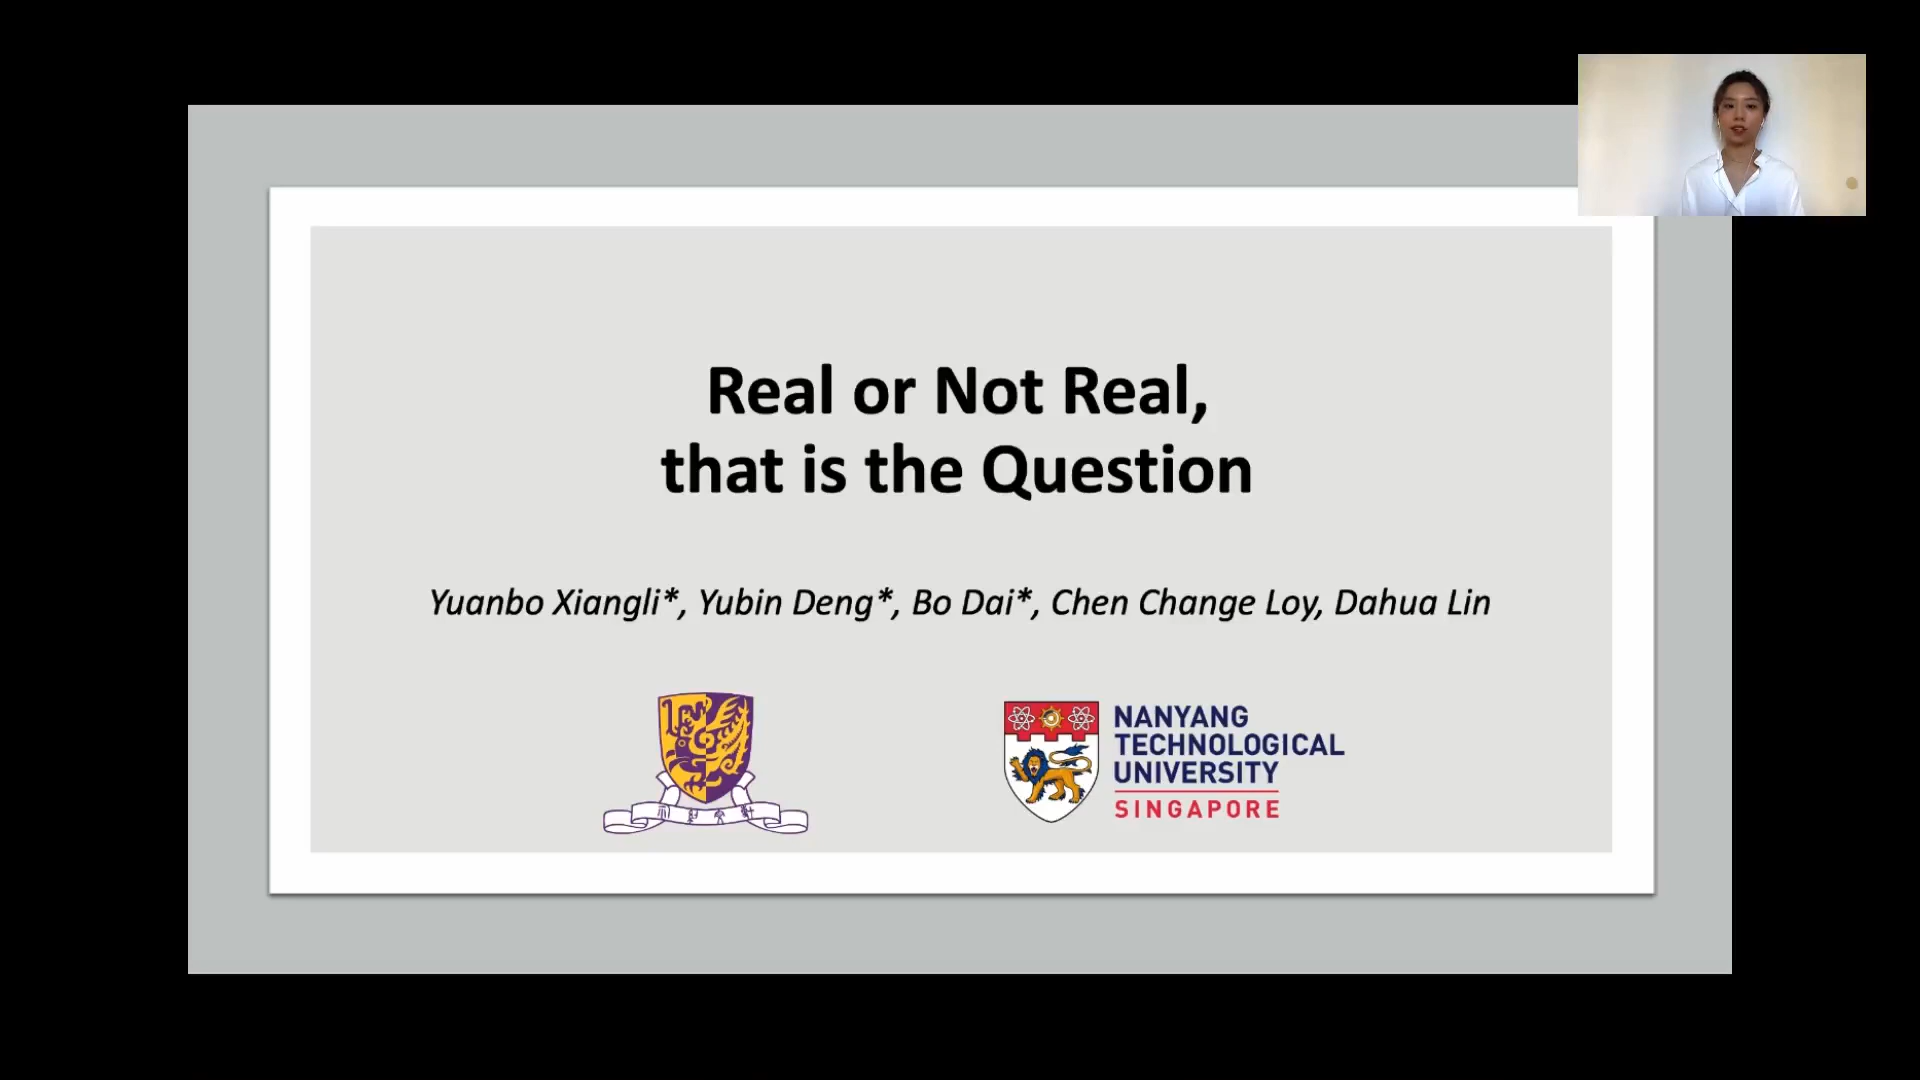 Real or Not Real,
that is the Question
Yuanbo Xiangli*, Yubin Deng*, Bo Dai*, Chen Change Loy, Dahua Lin
NANYANG
TECHNOLOGICAL
UNIVERSITY
SINGAPORE